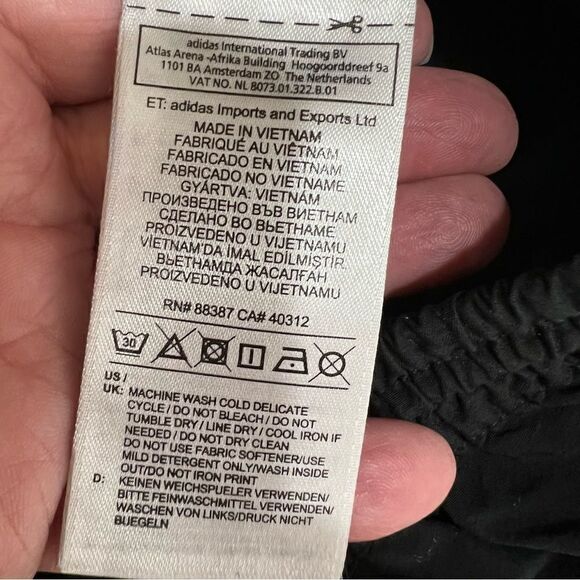 adidas International Trading BV
Atlas Arena -Afrika Building Hoogoorddreef 9a
1101 BA Amsterdam ZO The Netherlands
VAT NO. NL 8073.01.322.B.01
ET: adidas Imports and Exports Ltd
MADE IN VIETNAM
FABRIQUÉ AU VIÊTNAM
FABRICADO EN VIETNAM
FABRICADO NO VIETNAME
GYÁRTVA: VIETNÁM
ПРОИЗВЕДЕНО ВЪВ ВИЕТНАМ
СДЕЛАНО ВО ВЬЕТНАМЕ
PROIZVEDENO U VIJETNAMU
VİETNAM'DA İMAL EDİLMİŞTİR.
ВЬЕТНАМДА ЖАСАЛҒАН
PROIZVEDENO U VIJETNAMU
RN# 88387 CA# 40312
30
US /
UK: MACHINE WASH COLD DELICATE
CYCLE / DO NOT BLEACH / DO NOT
TUMBLE DRY / LINE DRY / COOL IRON IF
NEEDED / DO NOT DRY CLEAN
DO NOT USE FABRIC SOFTENER/USE
MILD DETERGENT ONLY/WASH INSIDE
OUT/DO NOT IRON PRINT
D: KEINEN WEICHSPUELER VERWENDEN/
BITTE FEINWASCHMITTEL VERWENDEN/
WASCHEN VON LINKS/DRUCK NICHT
BUEGELN